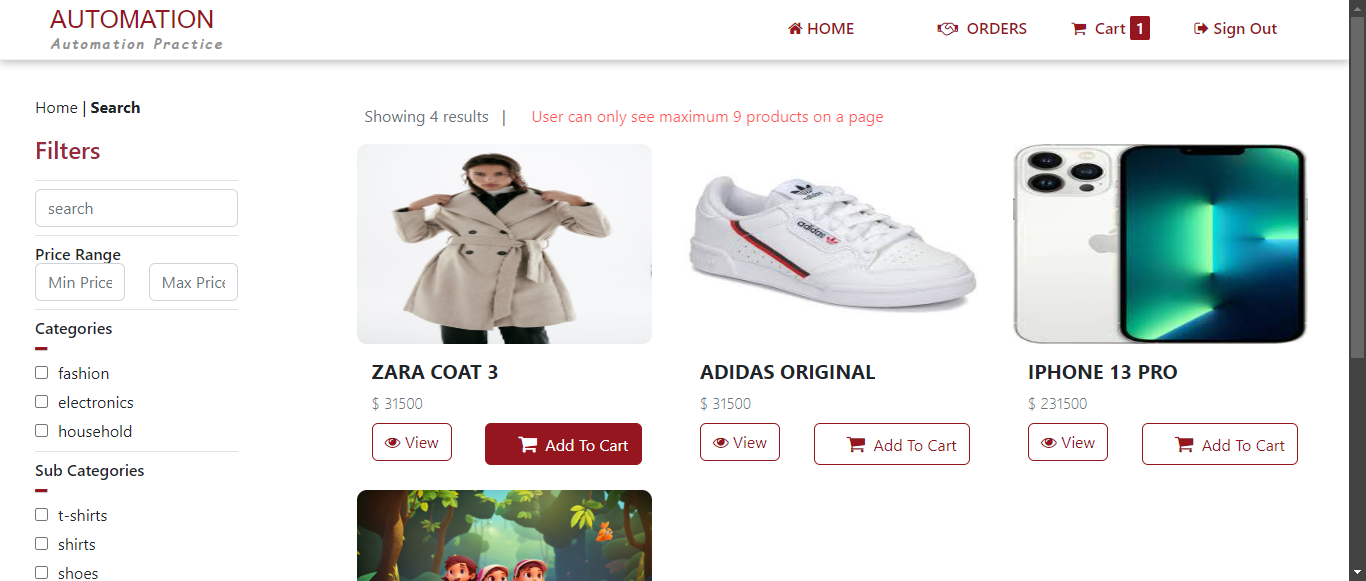 AUTOMATION
Automation Practice
HOME
ORDERS
Cart 1
Sign Out
Home | Search
Showing 4 results |
User can only see maximum 9 products on a page
Filters
search
Price Range
Min Price
Max Price
Categories
fashion
electronics
household
Sub Categories
t-shirts
shirts
shoes
adidas
adidas
ZARA COAT 3
$ 31500
View
Add To Cart
ADIDAS ORIGINAL
$ 31500
View
Add To Cart
IPHONE 13 PRO
$ 231500
View
Add To Cart